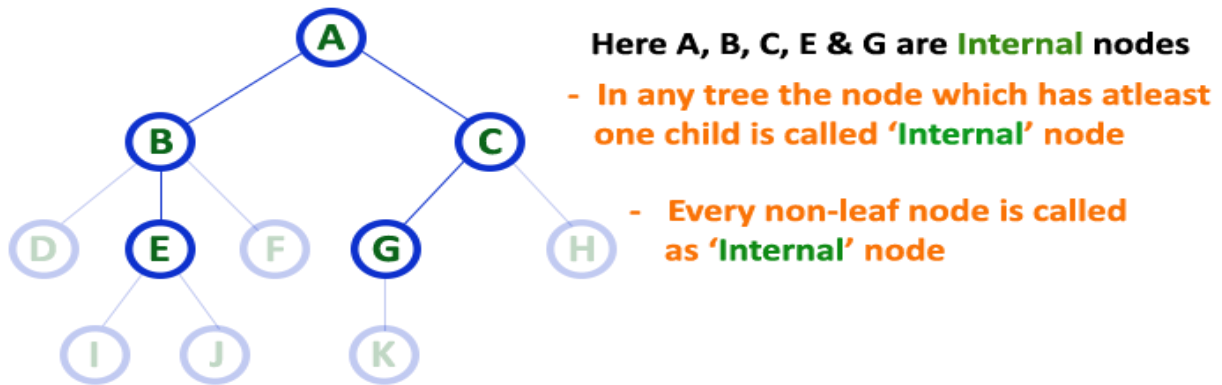 A
Here A, B, C, E & G are Internal nodes
- In any tree the node which has atleast
one child is called ‘Internal’ node
B
C
- Every non-leaf node is called
as ‘Internal’ node
D
E
F
G
H
I
J
K